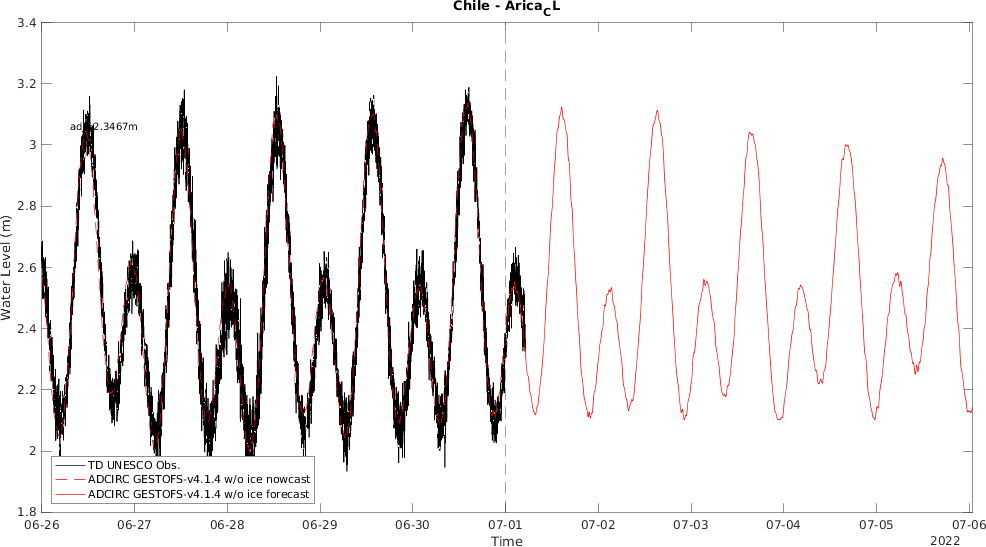 Chile - Arica_CL
3.4
3.2
3
2.8
2.6
2.4
2.2
2
1.8
Water Level (m)
2.3467m
TD UNESCO Obs.
ADCIRC GESTOFS-v4.1.4 w/o ice nowcast
ADCIRC GESTOFS-v4.1.4 w/o ice forecast
06-26 06-27 06-28 06-29 06-30 07-01 07-02 07-03 07-04 07-05 07-06
Time
2022